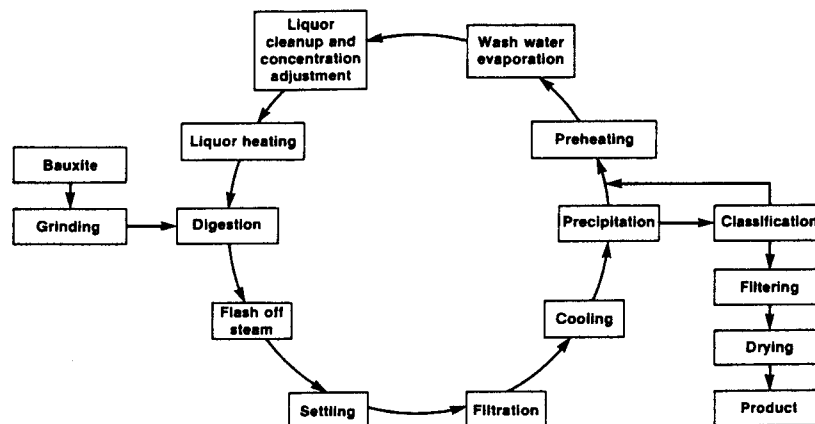 Liquor
cleanup and
concentration
adjustment
Wash water
evaporation
Liquor heating
Preheating
Bauxite
Grinding
Digestion
Precipitation
Classification
Flash off
steam
Cooling
Filtering
Drying
Settling
Filtration
Product